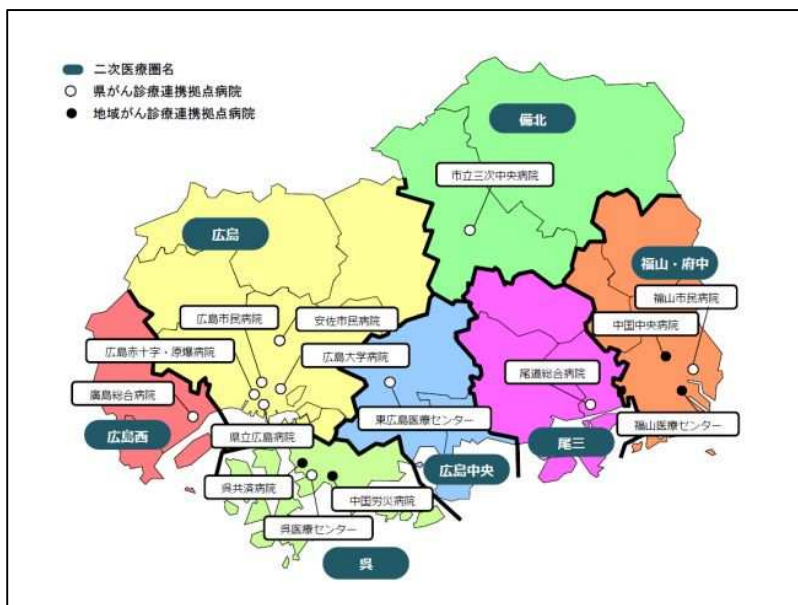 二次医療圏名
県がん診療連携拠点病院
地域がん診療連携拠点病院
備北
市立三次中央病院
広島
福山・府中
福山市民病院
広島市民病院
安佐市民病院
中国中央病院
広島赤十字・原爆病院
広島大学病院
尾道総合病院
廣島総合病院
県立広島病院
東広島医療センター
福山医療センター
広島西
尾三
広島中央
呉共済病院
中国労災病院
呉医療センター
呉